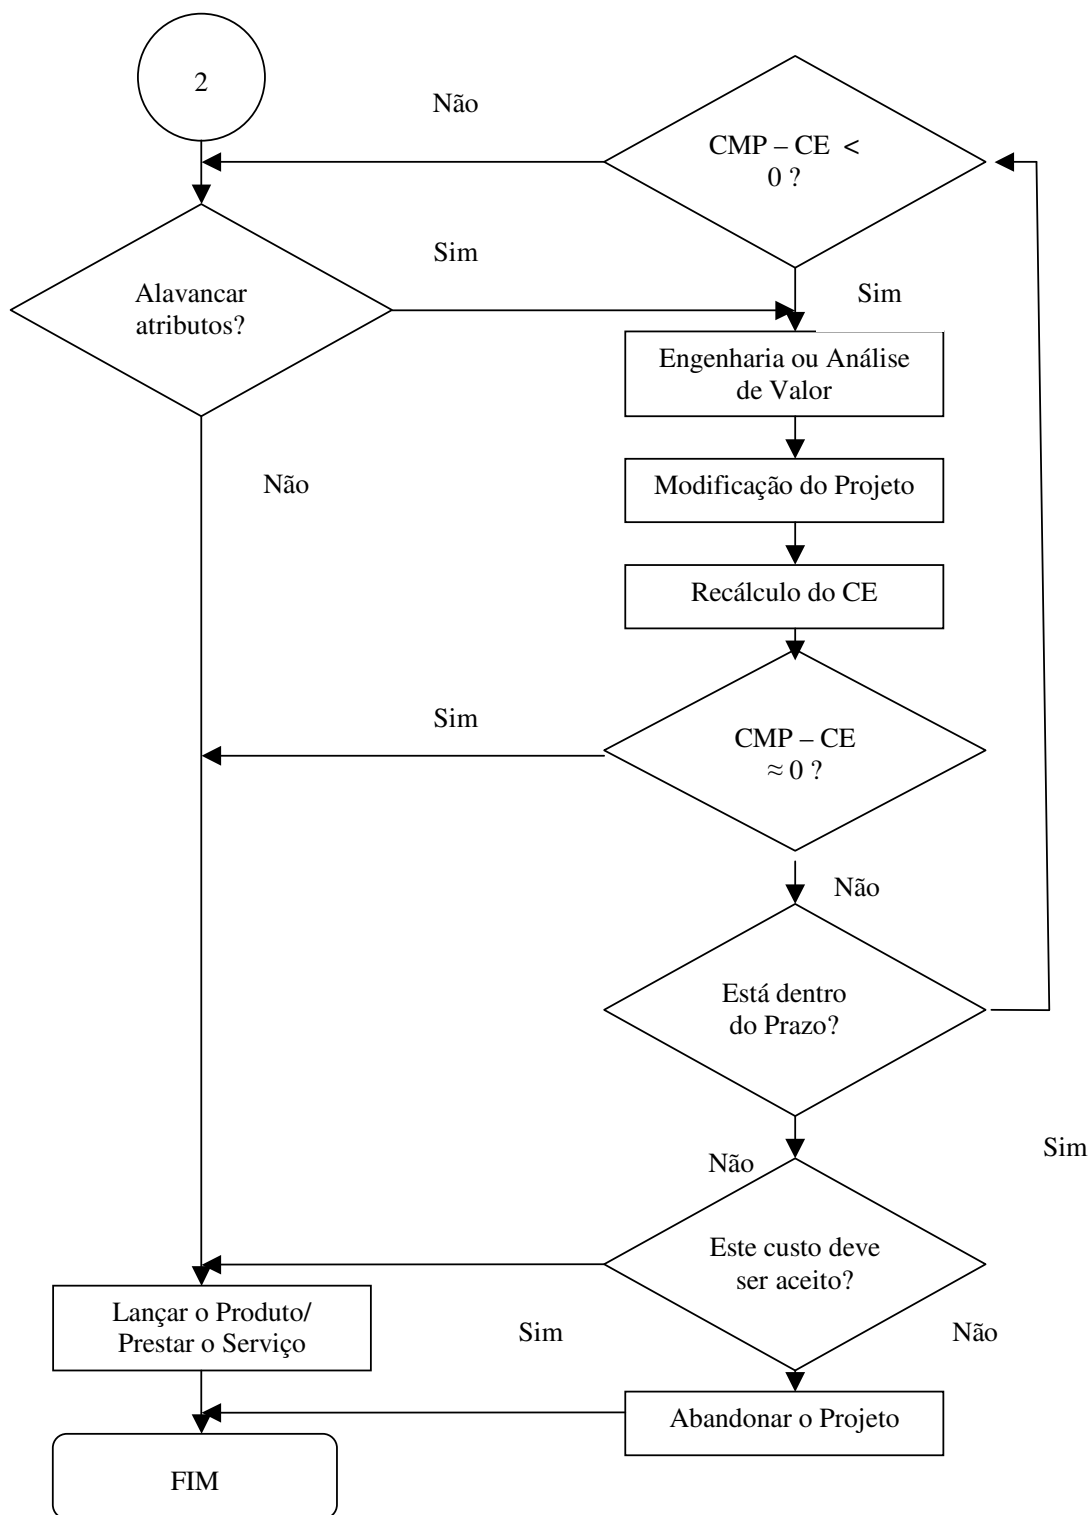 2
Não
CMP – CE <
0 ?
Sim
Alavancar
atributos?
Sim
Engenharia ou Análise
de Valor
Não
Modificação do Projeto
Recálculo do CE
Sim
CMP – CE
≈ 0 ?
Não
Está dentro
do Prazo?
Sim
Não
Este custo deve
ser aceito?
Lançar o Produto/
Prestar o Serviço
Sim
Não
Abandonar o Projeto
FIM